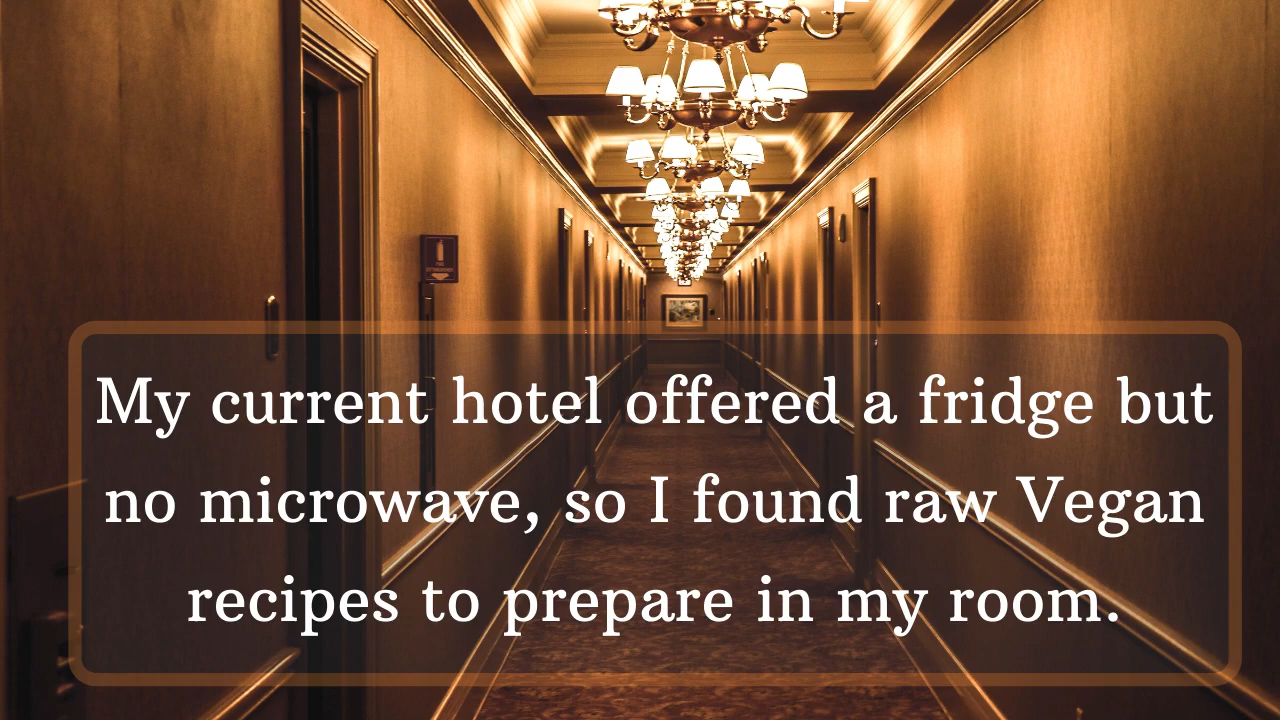 My current hotel offered a fridge but
no microwave, so I found raw Vegan
recipes to prepare in my room.